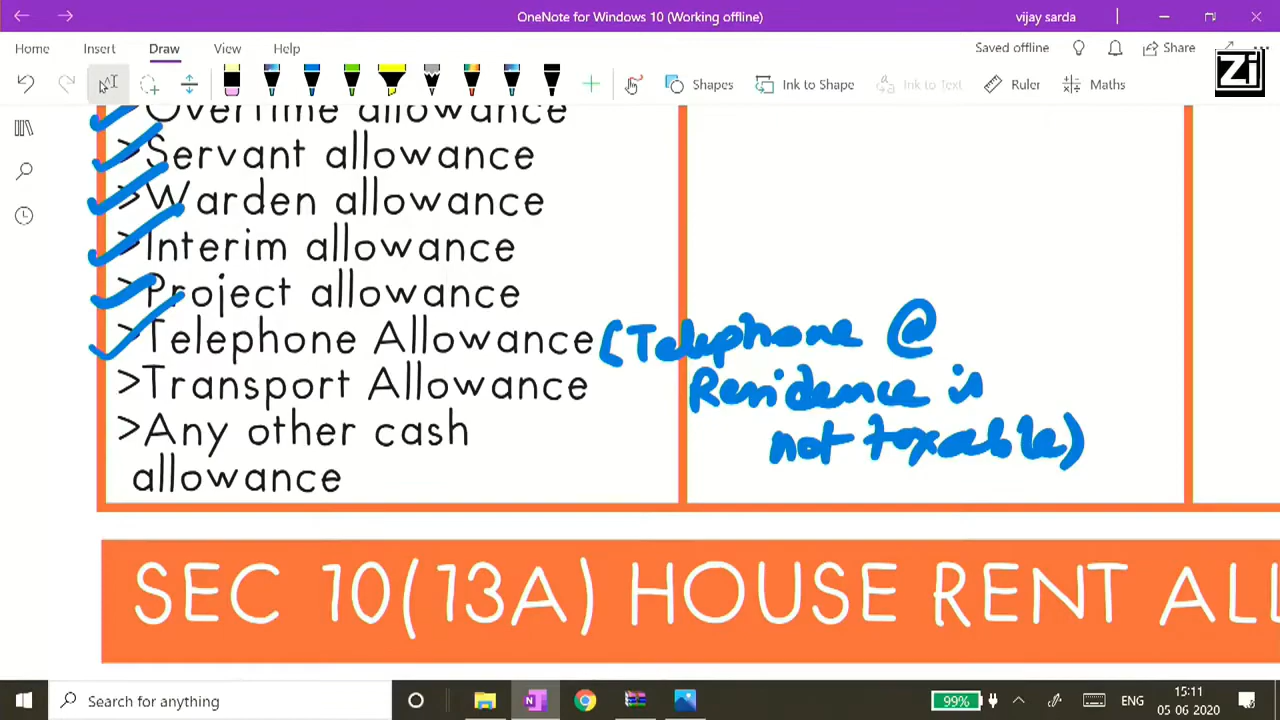 OneNote for Windows 10 (Working offline)
vijay sarda
Home
Insert
Draw
View
Help
Saved offline
Share
Zi
Shapes
Ink to Shape
Ink to Text
Ruler
Maths
Overtime allowance
>Servant allowance
>Warden allowance
>Interim allowance
>Project allowance
>Telephone Allowance (Telephone @
Residence is
not taxable)
>Transport Allowance
>Any other cash
allowance
SEC 10(13A) HOUSE RENT ALL
Search for anything
99%
ENG
15:11
05-06-2020